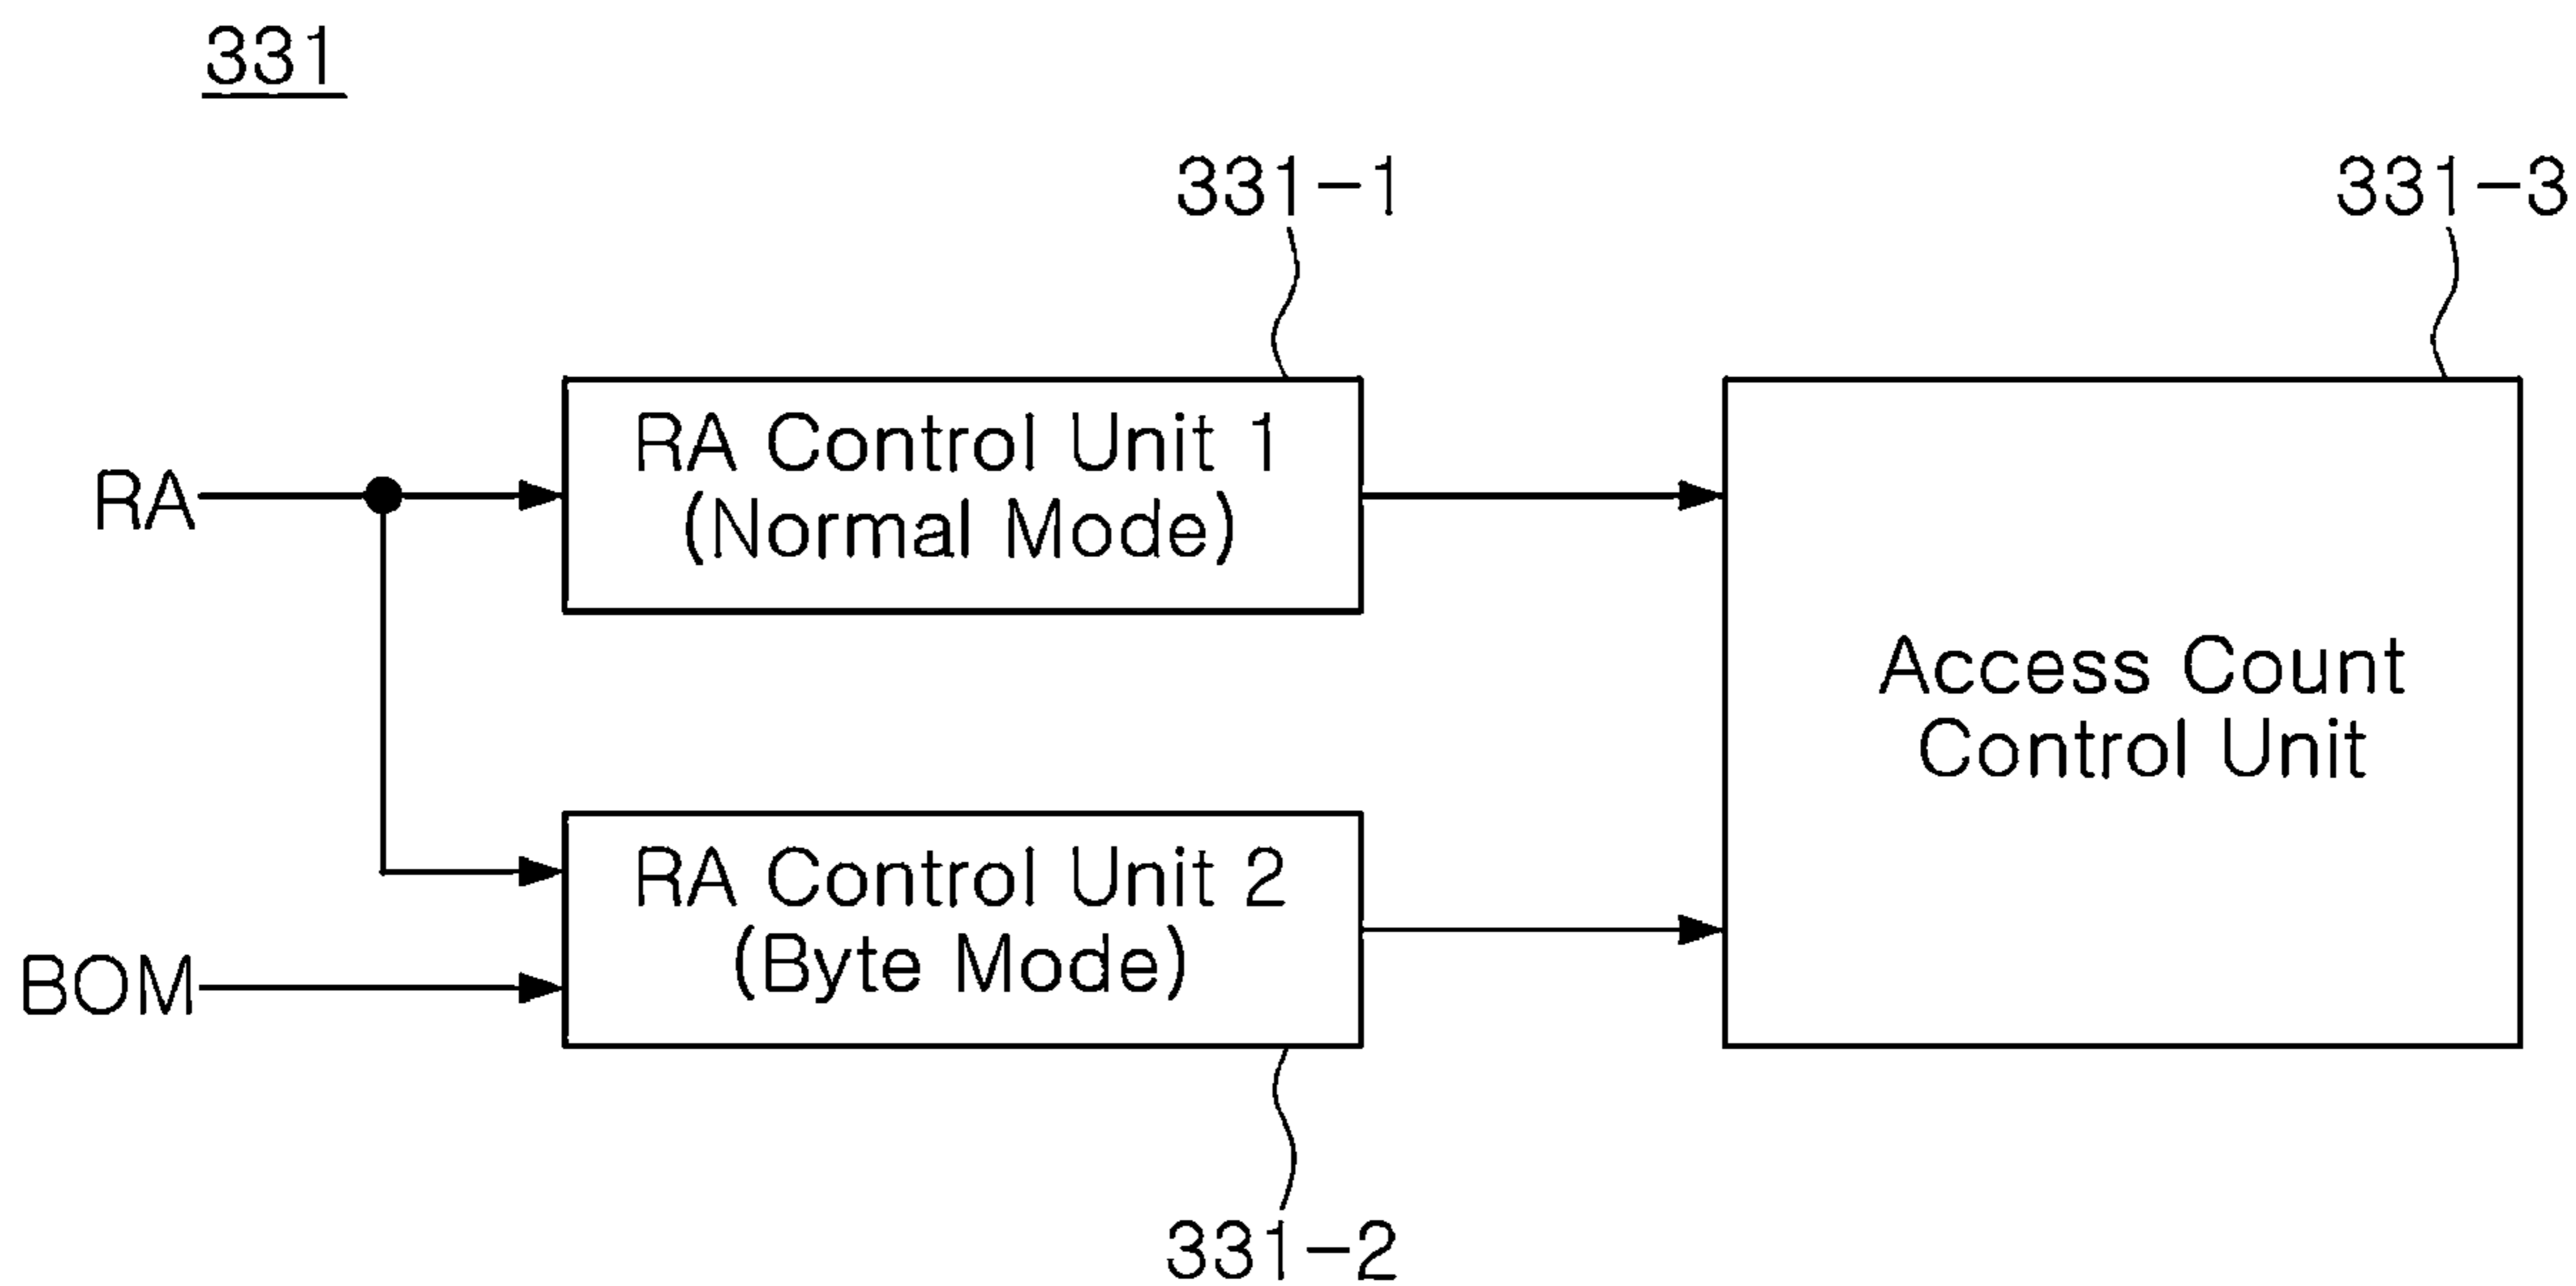 331
331-1
331-3
RA
RA Control Unit 1
(Normal Mode)
Access Count
Control Unit
RA Control Unit 2
(Byte Mode)
BOM
331-2